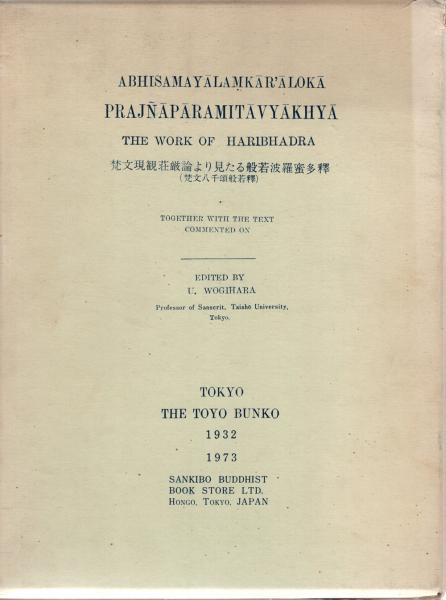 ABHISAMAYĀLAṂKĀR'ĀLOKĀ
PRAJÑĀPĀRAMITĀVYĀKHYĀ
THE WORK OF HARIBHADRA
梵文現観荘厳論より見たる般若波羅蜜多釋
(梵文八千頌般若釋)
TOGETHER WITH THE TEXT
COMMENTED ON
EDITED BY
U. WOGIHARA
Professor of Sanscrit, Taishō University,
Tokyo.
TOKYO
THE TOYO BUNKO
1932
1973
SANKIBO BUDDHIST
BOOK STORE LTD.
HONGO, TOKYO, JAPAN